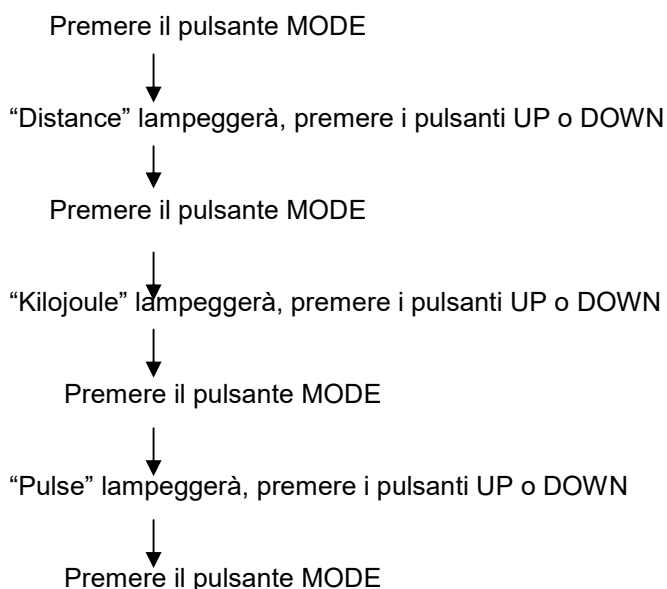 Premere il pulsante MODE
“Distance” lampeggerà, premere i pulsanti UP o DOWN
Premere il pulsante MODE
“Kilojoule” lampeggerà, premere i pulsanti UP o DOWN
Premere il pulsante MODE
“Pulse” lampeggerà, premere i pulsanti UP o DOWN
Premere il pulsante MODE